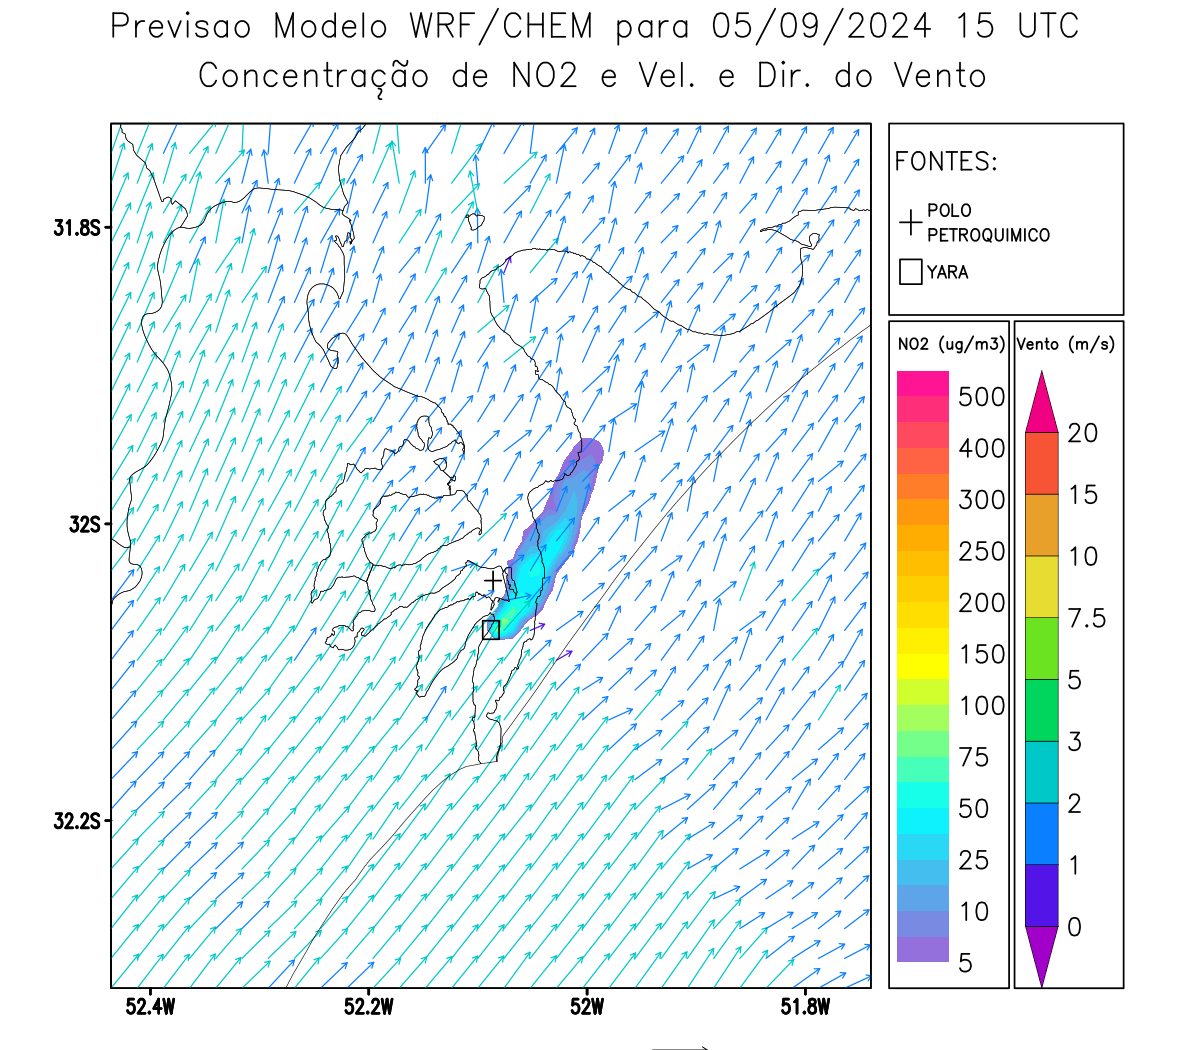 Previsao Modelo WRF/CHEM para 05/09/2024 15 UTC
Concentração de NO2 e Vel. e Dir. do Vento
FONTES:
POLO
PETROQUIMICO
YARA
NO2 (ug/m3)
500
400
300
250
200
150
100
75
50
25
10
5
Vento (m/s)
20
15
10
7.5
5
3
2
1
0
31.8S
32S
32.2S
52.4W
52.2W
52W
51.8W